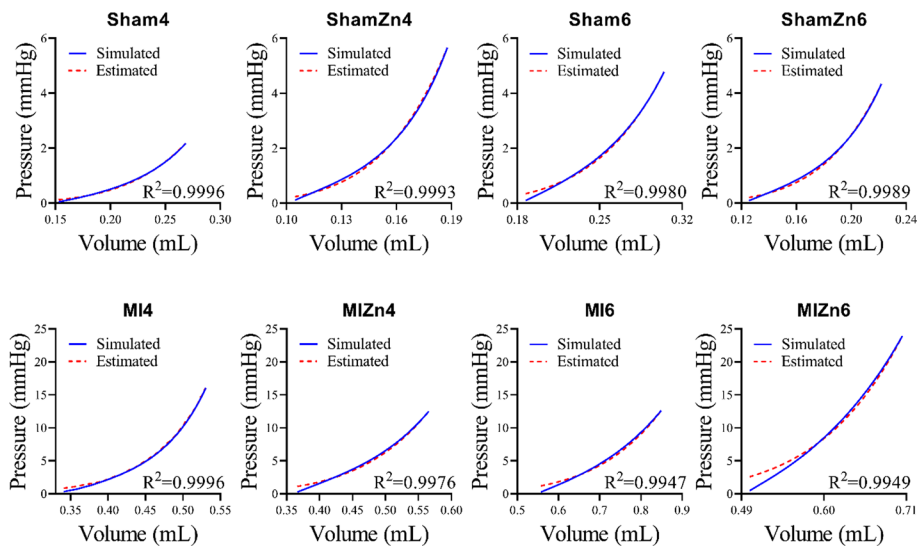 Sham4
Pressure (mmHg)
6
4
2
0
Simulated
Estimated
R²=0.9996
0.15 0.20 0.25 0.30
Volume (mL)
ShamZn4
Pressure (mmHg)
6
4
2
0
Simulated
Estimated
R²=0.9993
0.10 0.13 0.16 0.19
Volume (mL)
Sham6
Pressure (mmHg)
6
4
2
0
Simulated
Estimated
R²=0.9980
0.18 0.25 0.32
Volume (mL)
ShamZn6
Pressure (mmHg)
6
4
2
0
Simulated
Estimated
R²=0.9989
0.12 0.16 0.20 0.24
Volume (mL)
MI4
Pressure (mmHg)
25
20
15
10
5
0
Simulated
Estimated
R²=0.9996
0.35 0.40 0.45 0.50 0.55
Volume (mL)
MIZn4
Pressure (mmHg)
25
20
15
10
5
0
Simulated
Estimated
R²=0.9976
0.35 0.40 0.45 0.50 0.55 0.60
Volume (mL)
MI6
Pressure (mmHg)
25
20
15
10
5
0
Simulated
Estimated
R²=0.9947
0.5 0.6 0.7 0.8 0.9
Volume (mL)
MIZn6
Pressure (mmHg)
25
20
15
10
5
0
Simulated
Estimated
R²=0.9949
0.49 0.60 0.71
Volume (mL)